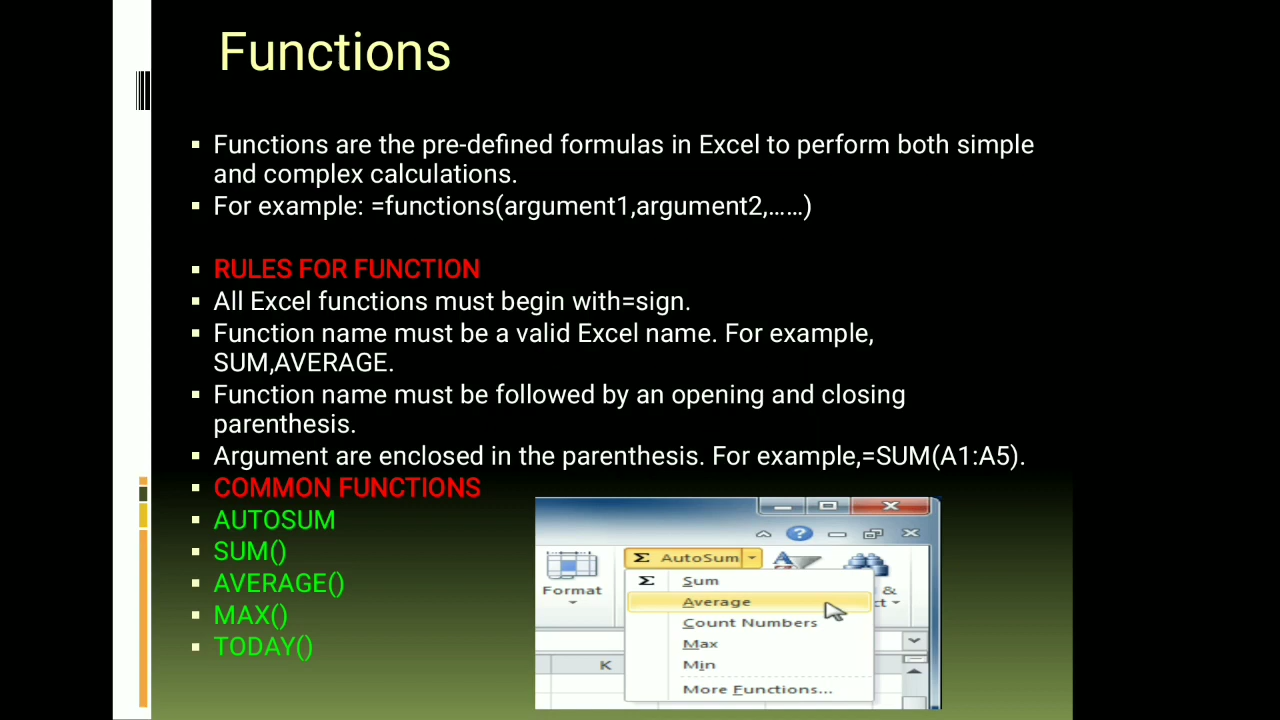 Functions
Functions are the pre-defined formulas in Excel to perform both simple
and complex calculations.
For example: =functions(argument1,argument2,……)
RULES FOR FUNCTION
All Excel functions must begin with=sign.
Function name must be a valid Excel name. For example,
SUM,AVERAGE.
Function name must be followed by an opening and closing
parenthesis.
Argument are enclosed in the parenthesis. For example,=SUM(A1:A5).
COMMON FUNCTIONS
AUTOSUM
SUM()
AVERAGE()
MAX()
TODAY()
Σ AutoSum
Format
Σ Sum
Average
&
Count Numbers
Max
Min
K
More Functions...